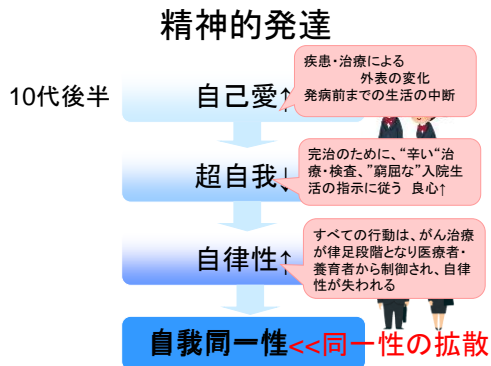 精神的発達
疾患・治療による
外表の変化
発病前までの生活の中断
10代後半
自己愛↑
完治のために、“辛い“治
療・検査、”窮屈な”入院生
活の指示に従う 良心↑
超自我↓
すべての行動は、がん治療
が律足段階となり医療者・
養育者から制御され、自律
性が失われる
自律性↑
自我同一性<<同一性の拡散